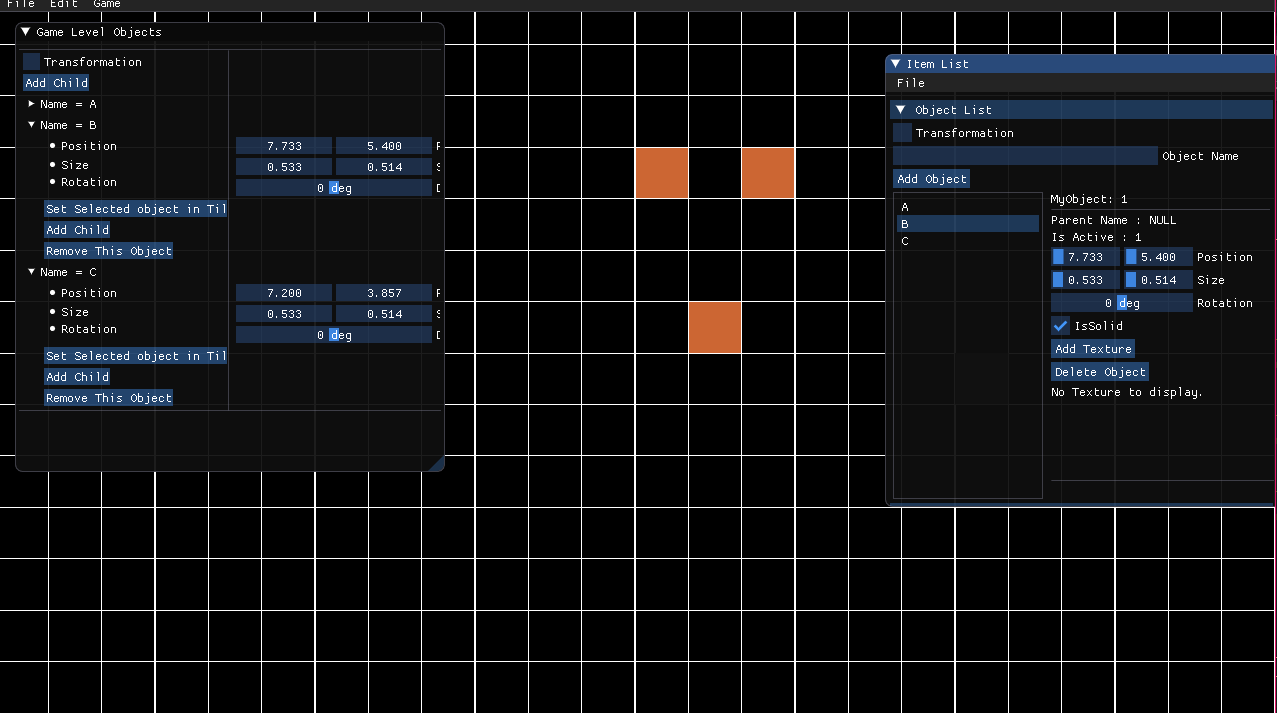 File Edit Game
Game Level Objects
Transformation
Add Child
Name = A
Name = B
Position 7.733 5.400
Size 0.533 0.514
Rotation 0 deg
Set Selected object in Til
Add Child
Remove This Object
Name = C
Position 7.200 3.857
Size 0.533 0.514
Rotation 0 deg
Set Selected object in Til
Add Child
Remove This Object
Item List
File
Object List
Transformation
Object Name
Add Object
A
B
C
MyObject: 1
Parent Name : NULL
Is Active : 1
7.733 5.400 Position
0.533 0.514 Size
0 deg Rotation
IsSolid
Add Texture
Delete Object
No Texture to display.